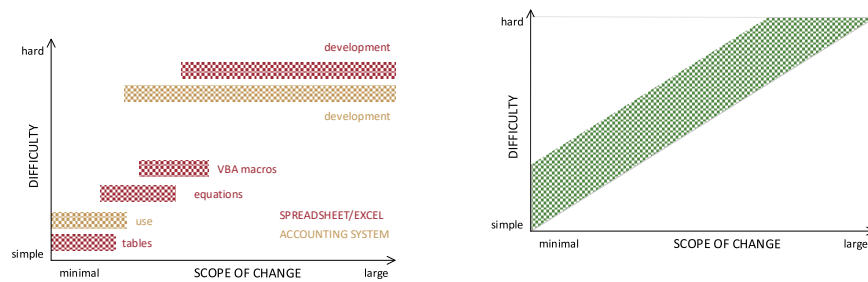 hard
development
development
DIFFICULTY
VBA macros
equations
use
SPREADSHEET/EXCEL
ACCOUNTING SYSTEM
tables
simple
minimal
SCOPE OF CHANGE
large
hard
DIFFICULTY
simple
minimal
SCOPE OF CHANGE
large